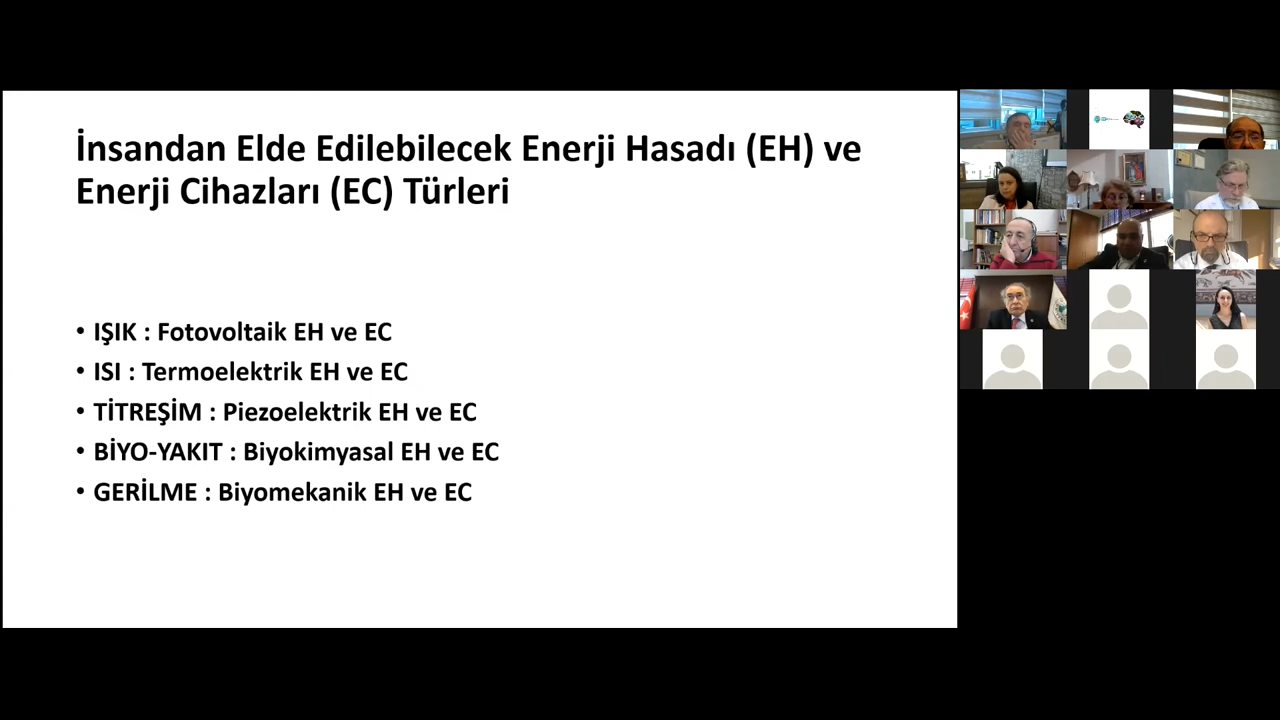 İnsandan Elde Edilebilecek Enerji Hasadı (EH) ve
Enerji Cihazları (EC) Türleri
• IŞIK : Fotovoltaik EH ve EC
• ISI : Termoelektrik EH ve EC
• TİTREŞİM : Piezoelektrik EH ve EC
• BİYO-YAKIT : Biyokimyasal EH ve EC
• GERİLME : Biyomekanik EH ve EC